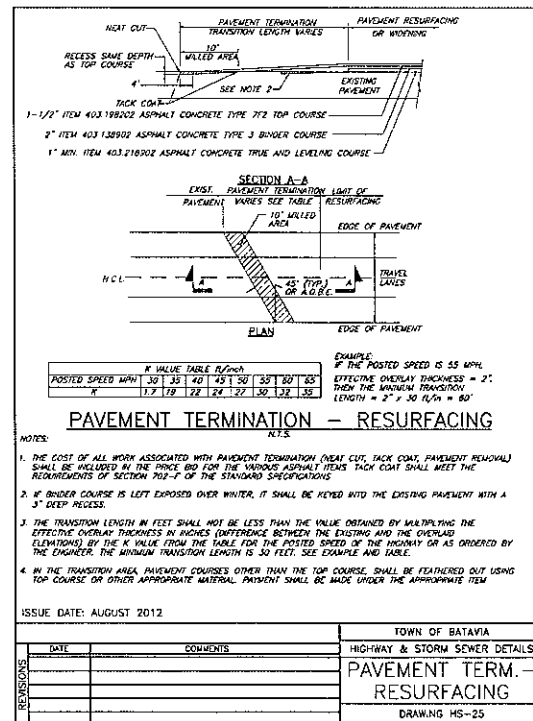 NEAT CUT
PAVEMENT TERMINATION
TRANSITION LENGTH VARIES
PAVEMENT RESURFACING
OR WIDENING
10'
MILLED AREA
RECESS SAME DEPTH
AS TOP COURSE
4'
SEE NOTE 2
EXISTING
PAVEMENT
TACK COAT
1-1/2" ITEM 403.198202 ASPHALT CONCRETE TYPE 7F2 TOP COURSE
2" ITEM 403.138902 ASPHALT CONCRETE TYPE 3 BINDER COURSE
1" MIN. ITEM 403.218902 ASPHALT CONCRETE TRUE AND LEVELING COURSE
SECTION A-A
EXIST. PAVEMENT
PAVEMENT TERMINATION
VARIES SEE TABLE
LIMIT OF
RESURFACING
10' MILLED
AREA
EDGE OF PAVEMENT
H C L
A
A
45° (TYP.)
OR A.O.B.E.
TRAVEL
LANES
EDGE OF PAVEMENT
PLAN
K VALUE TABLE ft/inch
POSTED SPEED MPH 30 35 40 45 50 55 60 65
K 17 19 22 24 27 30 32 35
EXAMPLE:
IF THE POSTED SPEED IS 55 MPH,
EFFECTIVE OVERLAY THICKNESS = 2".
THEN THE MINIMUM TRANSITION
LENGTH = 2" x 30 ft/in = 60'
PAVEMENT TERMINATION - RESURFACING
N.T.S.
NOTES:
1. THE COST OF ALL WORK ASSOCIATED WITH PAVEMENT TERMINATION (NEAT CUT, TACK COAT, PAVEMENT REMOVAL)
SHALL BE INCLUDED IN THE PRICE BID FOR THE VARIOUS ASPHALT ITEMS TACK COAT SHALL MEET THE
REQUIREMENTS OF SECTION 702-F OF THE STANDARD SPECIFICATIONS
2. IF BINDER COURSE IS LEFT EXPOSED OVER WINTER, IT SHALL BE KEYED INTO THE EXISTING PAVEMENT WITH A
3" DEEP RECESS.
3. THE TRANSITION LENGTH IN FEET SHALL NOT BE LESS THAN THE VALUE OBTAINED BY MULTIPLYING THE
EFFECTIVE OVERLAY THICKNESS IN INCHES (DIFFERENCE BETWEEN THE EXISTING AND THE OVERLAID
ELEVATIONS) BY THE K VALUE FROM THE TABLE FOR THE POSTED SPEED OF THE HIGHWAY OR AS ORDERED BY
THE ENGINEER. THE MINIMUM TRANSITION LENGTH IS 30 FEET. SEE EXAMPLE AND TABLE.
4. IN THE TRANSITION AREA, PAVEMENT COURSES OTHER THAN THE TOP COURSE, SHALL BE FEATHERED OUT USING
TOP COURSE OR OTHER APPROPRIATE MATERIAL. PAYMENT SHALL BE MADE UNDER THE APPROPRIATE ITEM
ISSUE DATE: AUGUST 2012
REVISIONS
DATE
COMMENTS
TOWN OF BATAVIA
HIGHWAY & STORM SEWER DETAILS
PAVEMENT TERM.-
RESURFACING
DRAWING HS-25